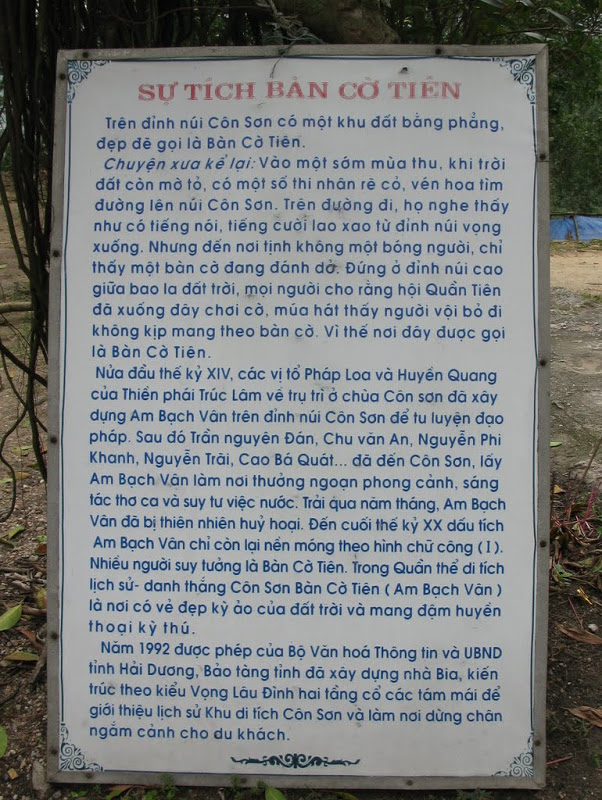 SỰ TÍCH BÀN CỜ TIÊN
Trên đỉnh núi Côn Sơn có một khu đất bằng phẳng,
đẹp đẽ gọi là Bàn Cờ Tiên.
Chuyện xưa kể lại: Vào một sớm mùa thu, khi trời
đất còn mờ tỏ, có một số thi nhân rẽ cỏ, vén hoa tìm
đường lên núi Côn Sơn. Trên đường đi, họ nghe thấy
như có tiếng nói, tiếng cười lao xao từ đỉnh núi vọng
xuống. Nhưng đến nơi tịnh không một bóng người, chỉ
thấy một bàn cờ đang đánh dở. Đứng ở đỉnh núi cao
giữa bao la đất trời, mọi người cho rằng hội Quần Tiên
đã xuống đây chơi cờ, múa hát thấy người vội bỏ đi
không kịp mang theo bàn cờ. Vì thế nơi đây được gọi
là Bàn Cờ Tiên.
Nửa đầu thế kỷ XIV, các vị tổ Pháp Loa và Huyền Quang
của Thiền phái Trúc Lâm về trụ trì ở chùa Côn sơn đã xây
dựng Am Bạch Vân trên đỉnh núi Côn Sơn để tu luyện đạo
pháp. Sau đó Trần nguyên Đán, Chu văn An, Nguyễn Phi
Khanh, Nguyễn Trãi, Cao Bá Quát... đã đến Côn Sơn, lấy
Am Bạch Vân làm nơi thưởng ngoạn phong cảnh, sáng
tác thơ ca và suy tư việc nước. Trải qua năm tháng, Am Bạch
Vân đã bị thiên nhiên huỷ hoại. Đến cuối thế kỷ XX dấu tích
Am Bạch Vân chỉ còn lại nền móng theo hình chữ công (I).
Nhiều người suy tưởng là Bàn Cờ Tiên. Trong Quần thể di tích
lịch sử- danh thắng Côn Sơn Bàn Cờ Tiên ( Am Bạch Vân )
là nơi có vẻ đẹp kỳ ảo của đất trời và mang đậm huyền
thoại kỳ thú.
Năm 1992 được phép của Bộ Văn hoá Thông tin và UBND
tỉnh Hải Dương, Bảo tàng tỉnh đã xây dựng nhà Bia, kiến
trúc theo kiểu Vọng Lâu Đình hai tầng cổ các tám mái để
giới thiệu lịch sử Khu di tích Côn Sơn và làm nơi dừng chân
ngắm cảnh cho du khách.